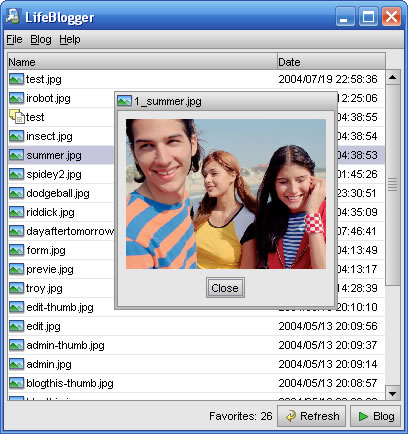 LifeBlogger
File Blog Help
Name Date
test.jpg 2004/07/19 22:58:36
irobot.jpg 12:25:06
test 04:38:55
insect.jpg 04:38:54
summer.jpg 04:38:53
spidey2.jpg 01:45:26
dodgeball.jpg 23:30:51
riddick.jpg 04:35:09
dayaftertomorrow 07:46:41
form.jpg 04:13:49
previe.jpg 04:13:17
troy.jpg 14:28:39
edit-thumb.jpg 20:10:10
edit.jpg 2004/05/13 20:09:56
admin-thumb.jpg 2004/05/13 20:09:37
admin.jpg 2004/05/13 20:09:14
blogthis-thumb.jpg 2004/05/13 20:08:57
1_summer.jpg
Close
Favorites: 26 Refresh Blog